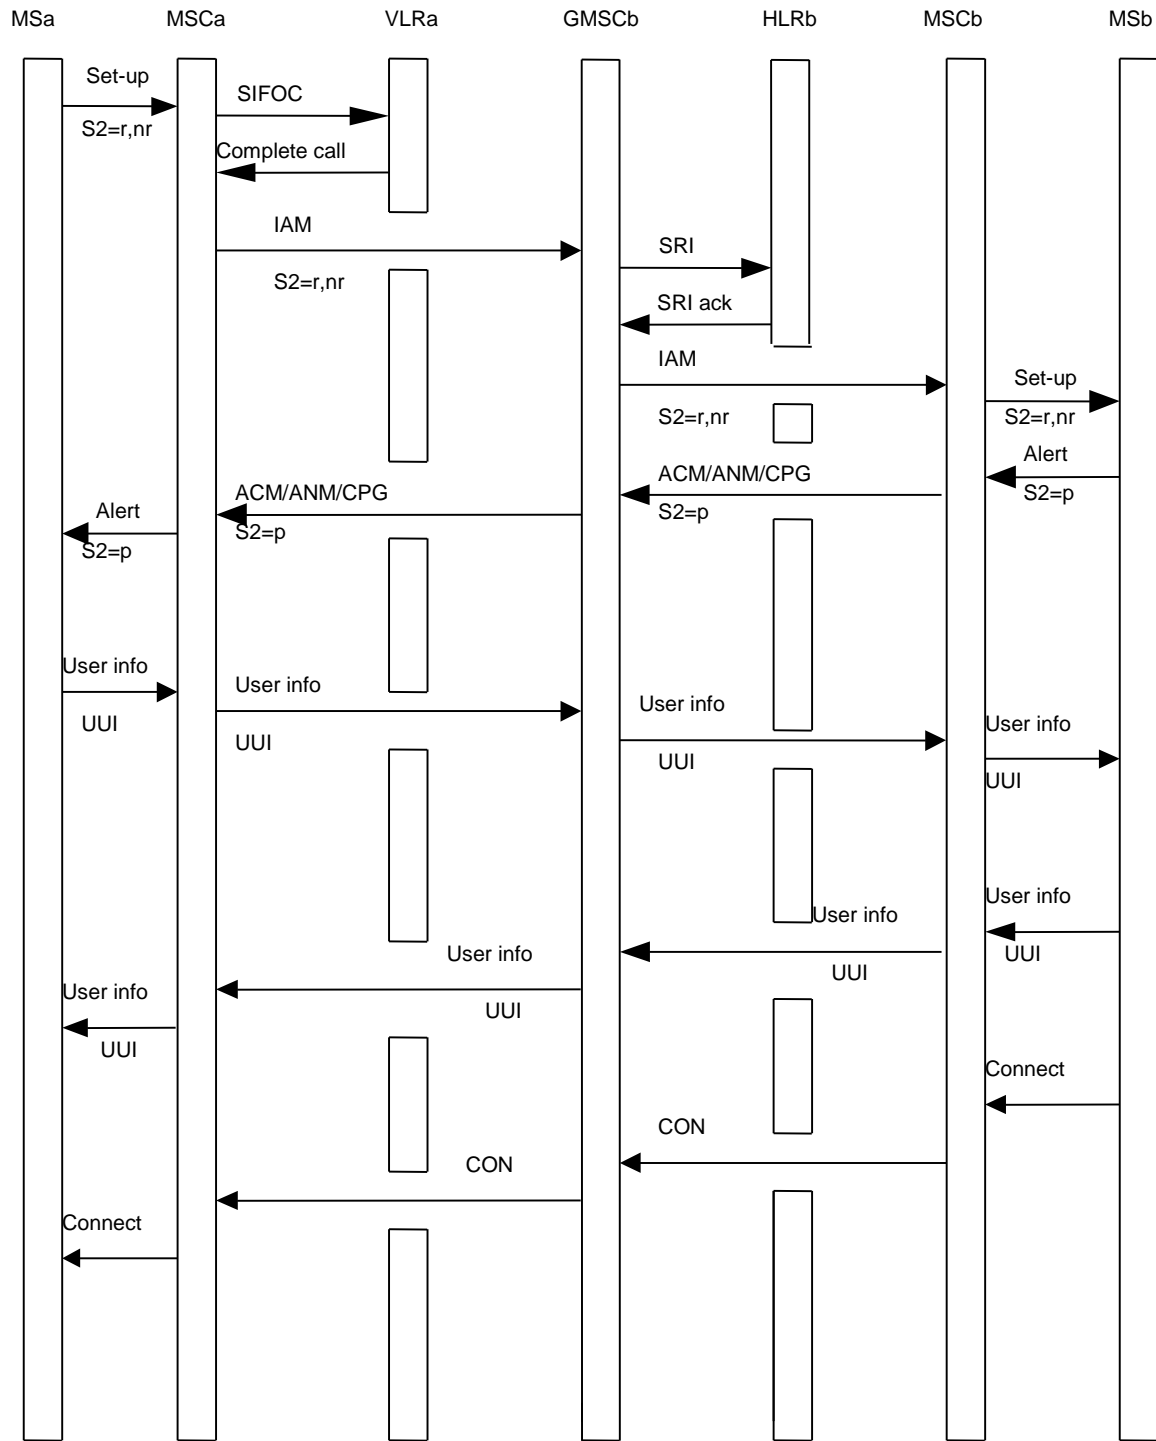 MSa MSCa VLRa GMSCb HLRb MSCb MSb
Set-up
SIFOC
S2=r,nr
Complete call
IAM
SRI
S2=r,nr
SRI ack
IAM
Set-up
S2=r,nr
S2=r,nr
Alert
ACM/ANM/CPG
ACM/ANM/CPG
S2=p
Alert
S2=p
S2=p
S2=p
User info
User info
User info
User info
UUI
UUI
UUI
UUI
User info
User info
User info
UUI
UUI
User info
UUI
UUI
Connect
CON
CON
Connect